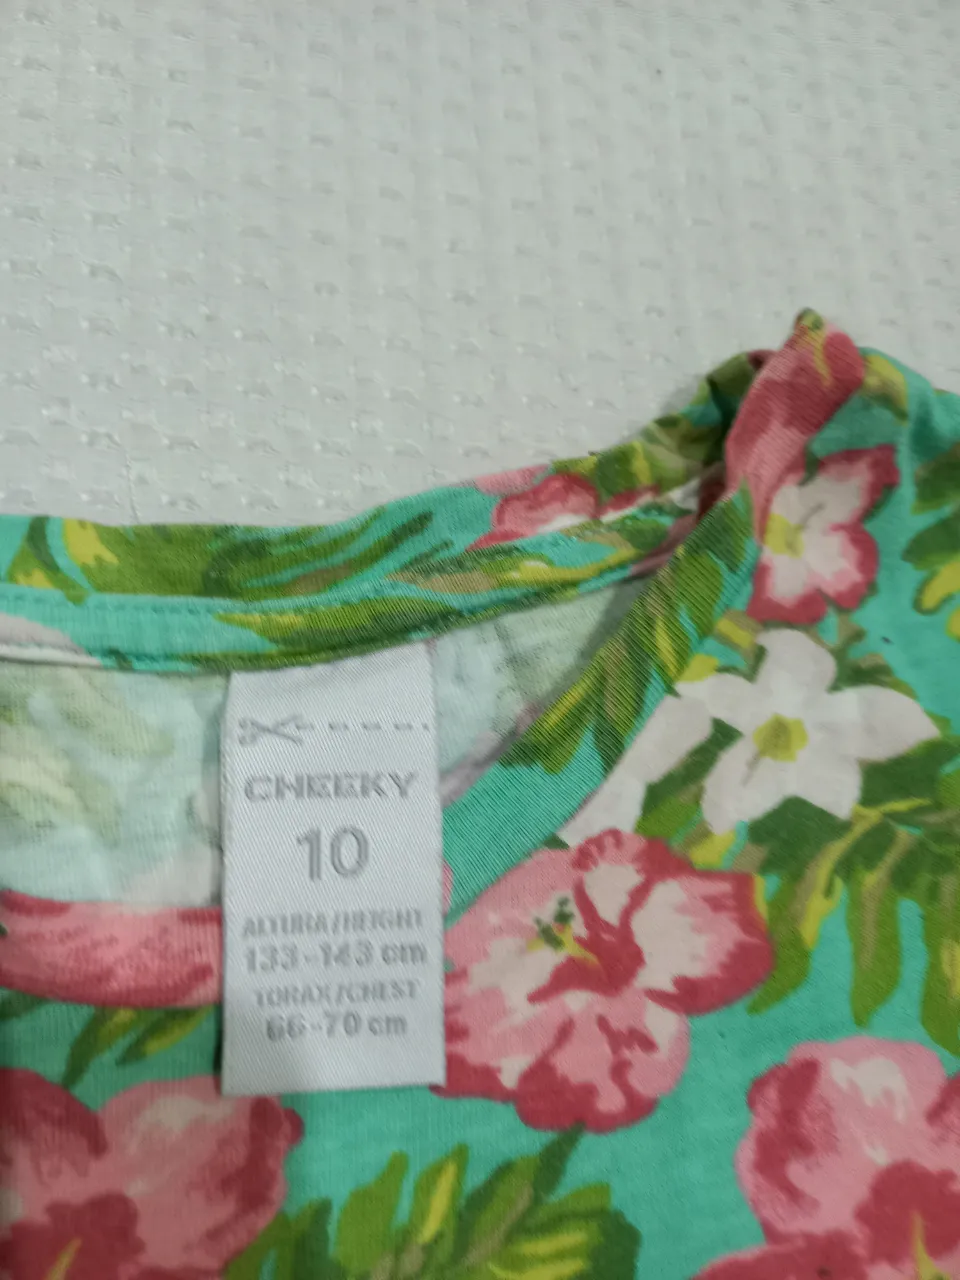 CHEEKY
10
ALTURA/HEIGHT
133-143 cm
TORAX/CHEST
66-70 cm